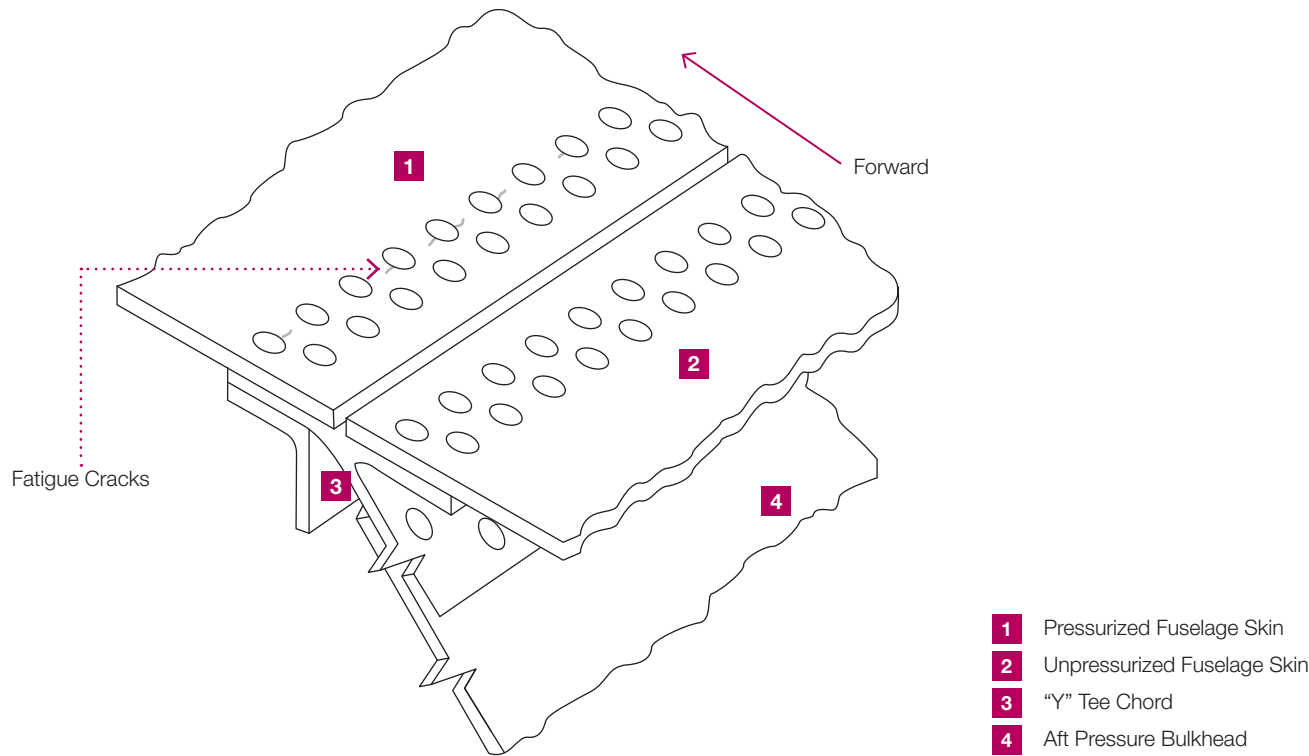 1
Forward
2
Fatigue Cracks
3
4
1 Pressurized Fuselage Skin
2 Unpressurized Fuselage Skin
3 “Y” Tee Chord
4 Aft Pressure Bulkhead